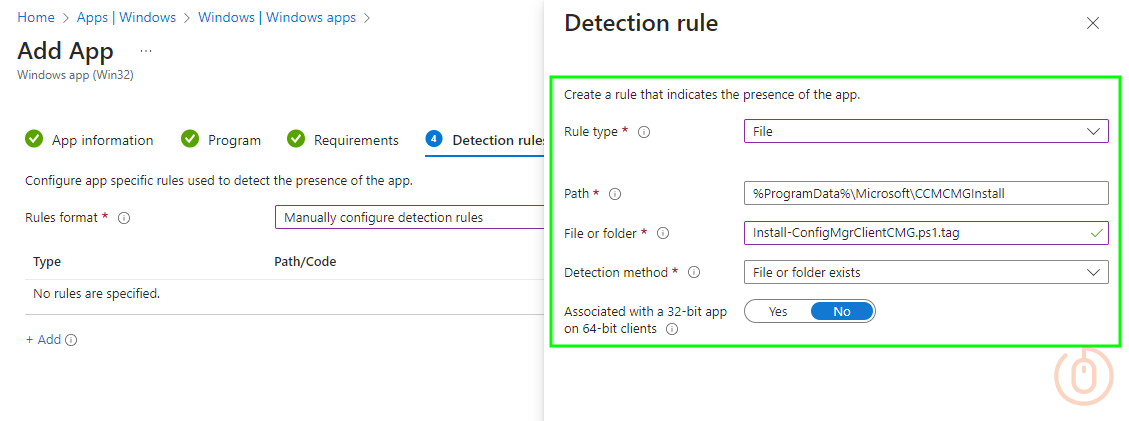 Home > Apps | Windows > Windows | Windows apps >
Add App ...
Windows app (Win32)
App information
Program
Requirements
4 Detection rules
Configure app specific rules used to detect the presence of the app.
Rules format * Manually configure detection rules
Type Path/Code
No rules are specified.
+ Add
Detection rule
Create a rule that indicates the presence of the app.
Rule type * File
Path * %ProgramData%\Microsoft\CCMCMGInstall
File or folder * Install-ConfigMgrClientCMG.ps1.tag
Detection method * File or folder exists
Associated with a 32-bit app Yes No
on 64-bit clients